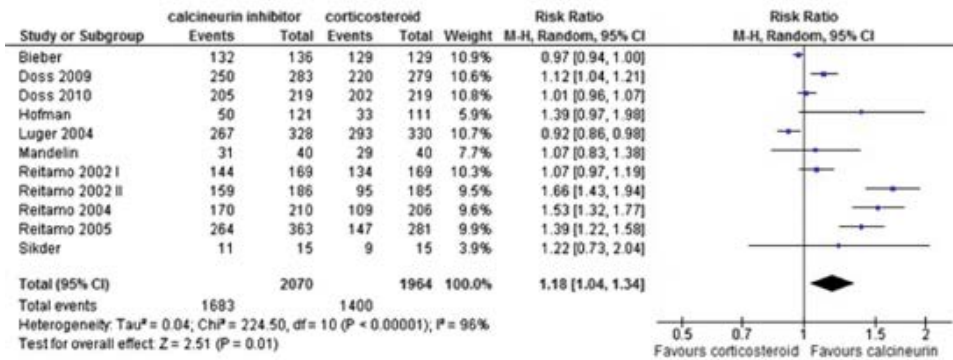 calcineurin inhibitor corticosteroid Risk Ratio Risk Ratio
Study or Subgroup Events Total Events Total Weight M-H, Random, 95% CI M-H, Random, 95% CI
Bieber 132 136 129 129 10.9% 0.97 [0.94, 1.00]
Doss 2009 250 283 220 279 10.6% 1.12 [1.04, 1.21]
Doss 2010 205 219 202 219 10.8% 1.01 [0.96, 1.07]
Hofman 50 121 33 111 5.9% 1.39 [0.97, 1.98]
Luger 2004 267 328 293 330 10.7% 0.92 [0.86, 0.98]
Mandelin 31 40 29 40 7.7% 1.07 [0.83, 1.38]
Reitamo 2002 I 144 169 134 169 10.3% 1.07 [0.97, 1.19]
Reitamo 2002 II 159 186 95 185 9.5% 1.66 [1.43, 1.94]
Reitamo 2004 170 210 109 206 9.6% 1.53 [1.32, 1.77]
Reitamo 2005 264 363 147 281 9.9% 1.39 [1.22, 1.58]
Sikder 11 15 9 15 3.9% 1.22 [0.73, 2.04]
Total (95% CI) 2070 1964 100.0% 1.18 [1.04, 1.34]
Total events 1683 1400
Heterogeneity: Tau² = 0.04; Chi² = 224.50, df = 10 (P < 0.00001); I² = 96%
Test for overall effect: Z = 2.51 (P = 0.01)
0.5 0.7 1 1.5 2
Favours corticosteroid Favours calcineurin